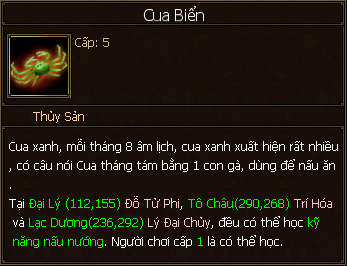 Cua Biển
Cấp: 5
Thủy Sản
Cua xanh, mỗi tháng 8 âm lịch, cua xanh xuất hiện rất nhiều
, có câu nói Cua tháng tám bằng 1 con gà, dùng để nấu ăn
.
Tại Đại Lý (112,155) Đỗ Tử Phi, Tô Châu(290,268) Trí Hóa
và Lạc Dương(236,292) Lý Đại Chủy, đều có thể học kỹ
năng nấu nướng. Người chơi cấp 1 là có thể học.